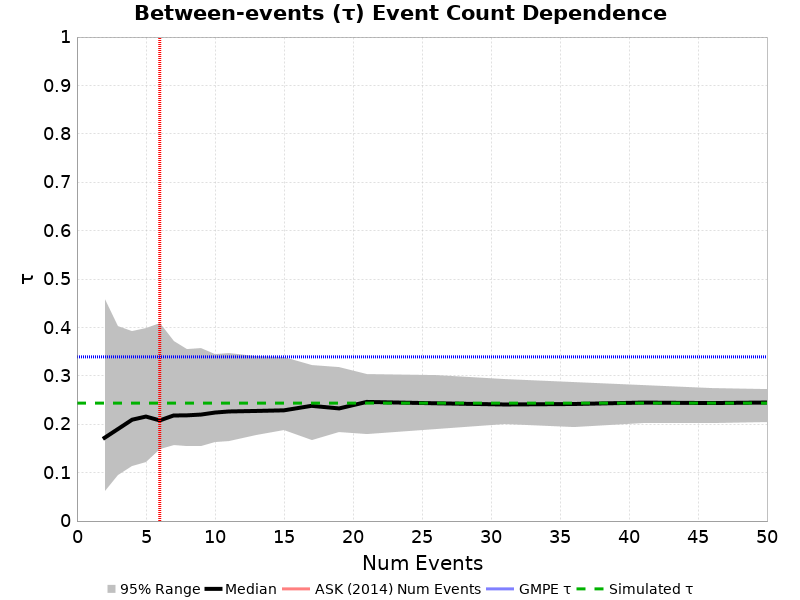 Between-events (τ) Event Count Dependence
1
0.9
0.8
0.7
0.6
0.5
0.4
0.3
0.2
0.1
0
τ
0 5 10 15 20 25 30 35 40 45 50
Num Events
95% Range Median ASK (2014) Num Events GMPE τ Simulated τ